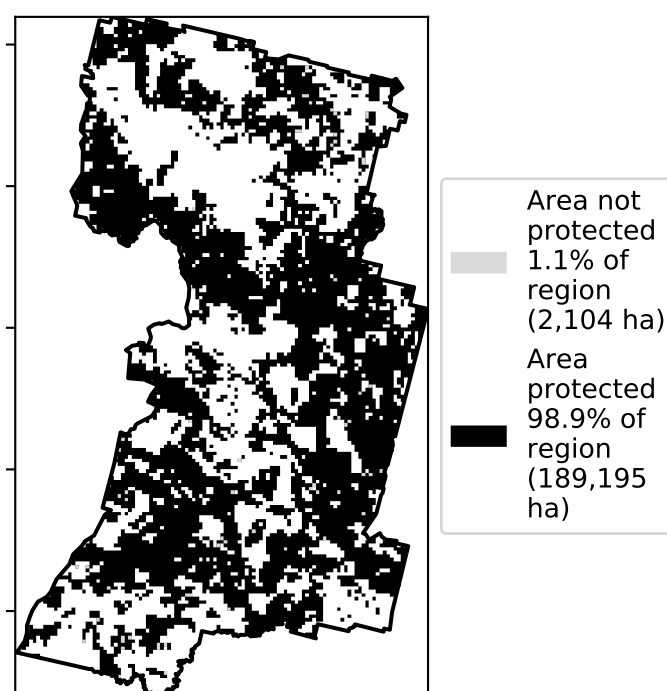 Area not
protected
1.1% of
region
(2,104 ha)
Area
protected
98.9% of
region
(189,195
ha)